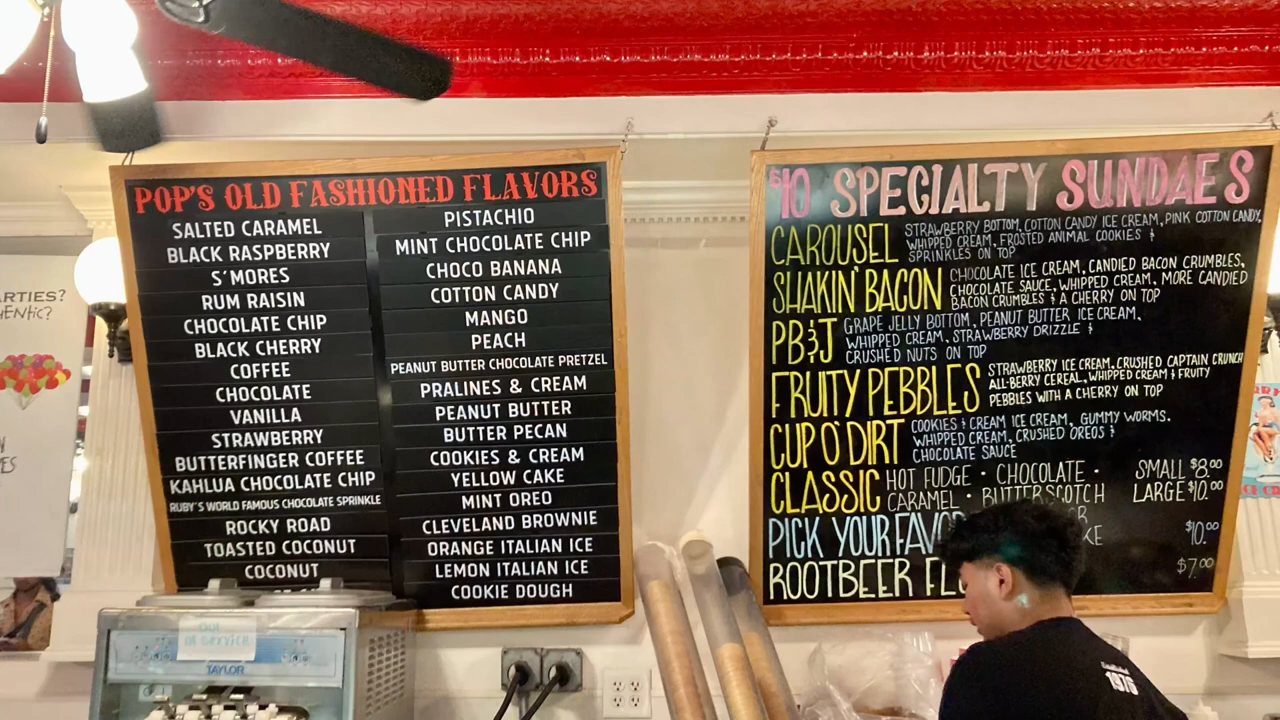 ARTIES?
POP'S OLD FASHIONED FLAVORS
SALTED CARAMEL
BLACK RASPBERRY
S'MORES
RUM RAISIN
CHOCOLATE CHIP
BLACK CHERRY
COFFEE
CHOCOLATE
VANILLA
STRAWBERRY
BUTTERFINGER COFFEE
KAHLUA CHOCOLATE CHIP
RUBY'S WORLD FAMOUS CHOCOLATE SPRINKLE
ROCKY ROAD
TOASTED COCONUT
COCONUT
PISTACHIO
MINT CHOCOLATE CHIP
CHOCO BANANA
COTTON CANDY
MANGO
PEACH
PEANUT BUTTER CHOCOLATE PRETZEL
PRALINES & CREAM
PEANUT BUTTER
BUTTER PECAN
COOKIES & CREAM
YELLOW CAKE
MINT OREO
CLEVELAND BROWNIE
ORANGE ITALIAN ICE
LEMON ITALIAN ICE
COOKIE DOUGH
$10 SPECIALTY SUNDAES
CAROUSEL
STRAWBERRY BOTTOM, COTTON CANDY ICE CREAM, PINK COTTON CANDY,
WHIPPED CREAM, FROSTED ANIMAL COOKIES &
SPRINKLES ON TOP
SHAKIN' BACON
CHOCOLATE ICE CREAM, CANDIED BACON CRUMBLES,
CHOCOLATE SAUCE, WHIPPED CREAM, MORE CANDIED
BACON CRUMBLES & A CHERRY ON TOP
PB&J
GRAPE JELLY BOTTOM, PEANUT BUTTER ICE CREAM,
WHIPPED CREAM, STRAWBERRY DRIZZLE &
CRUSHED NUTS ON TOP
FRUITY PEBBLES
STRAWBERRY ICE CREAM, CRUSHED CAPTAIN CRUNCH
ALL-BERRY CEREAL, WHIPPED CREAM & FRUITY
PEBBLES WITH A CHERRY ON TOP
CUP O' DIRT
COOKIES & CREAM ICE CREAM, GUMMY WORMS.
WHIPPED CREAM, CRUSHED OREOS &
CHOCOLATE SAUCE
CLASSIC
HOT FUDGE • CHOCOLATE •
CARAMEL • BUTTERSCOTCH
SMALL $8.00
LARGE $10.00
PICK YOUR FAVO
$10.00
ROOTBEER FL
$7.00
OUT
OF SERVICE
TAYLOR
Established
1976